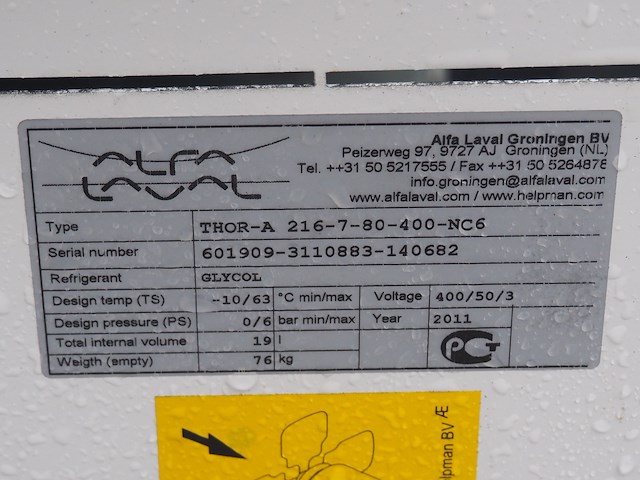 ALFA
LAVAL
Alfa Laval Groningen BV
Peizerweg 97, 9727 AJ Groningen (NL)
Tel. ++31 50 5217555 / Fax ++31 50 5264878
info.groningen@alfalaval.com
www.alfalaval.com / www.helpman.com
Type THOR-A 216-7-80-400-NC6
Serial number 601909-3110883-140682
Refrigerant GLYCOL
Design temp (TS) -10/63 °C min/max Voltage 400/50/3
Design pressure (PS) 0/6 bar min/max Year 2011
Total internal volume 19 l
Weigth (empty) 76 kg
PCT
elpman BV Æ